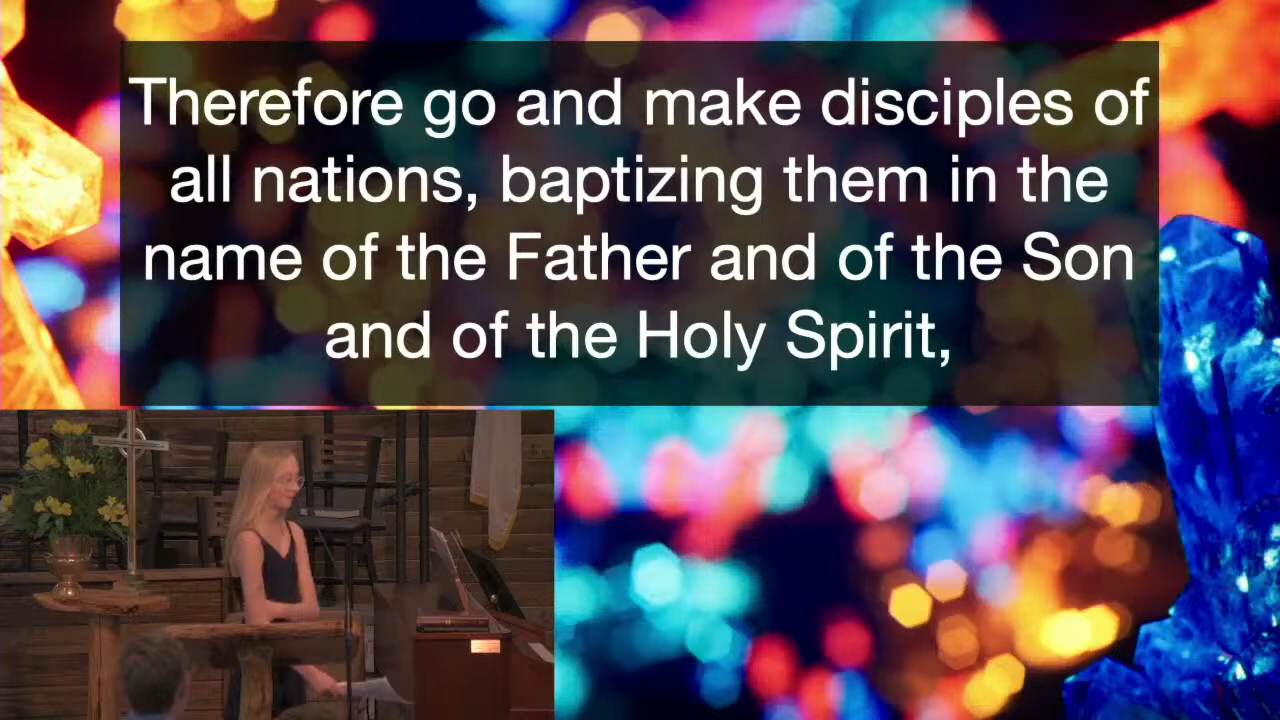 Therefore go and make disciples of
all nations, baptizing them in the
name of the Father and of the Son
and of the Holy Spirit,